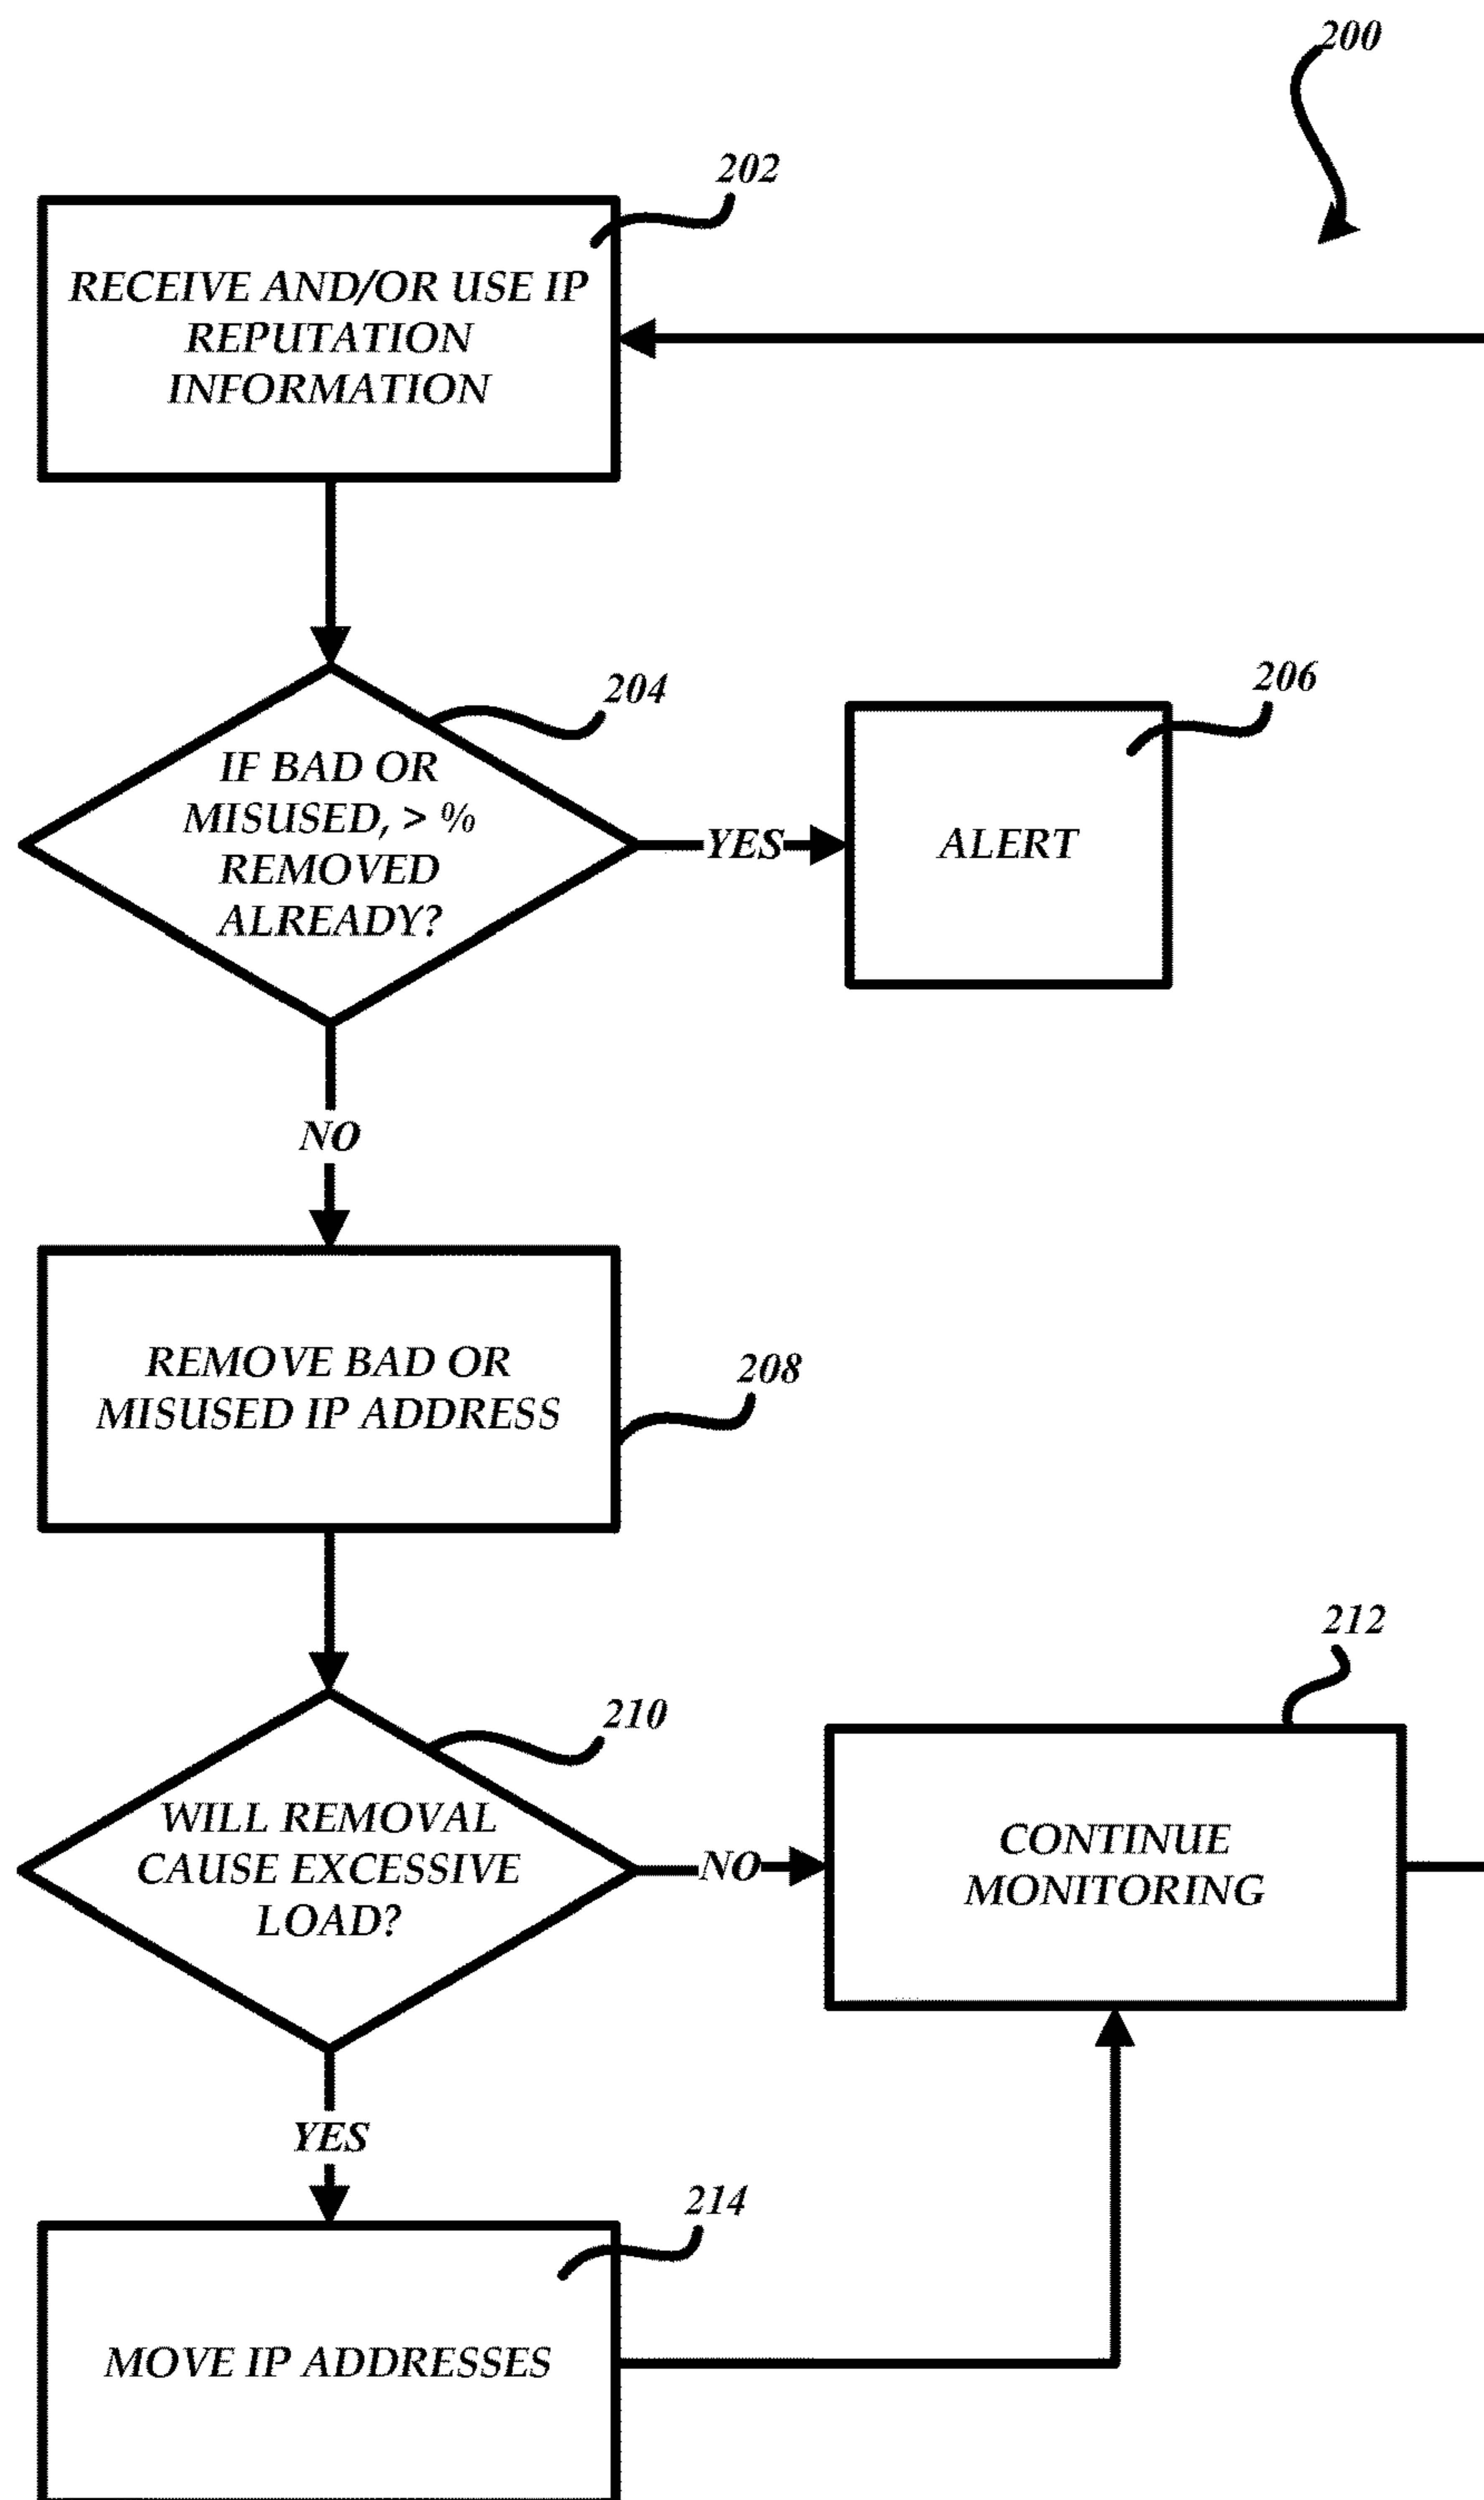 200
202
RECEIVE AND/OR USE IP
REPUTATION
INFORMATION
204
IF BAD OR
MISUSED, > %
REMOVED
ALREADY?
YES
206
ALERT
NO
REMOVE BAD OR
MISUSED IP ADDRESS
208
210
WILL REMOVAL
CAUSE EXCESSIVE
LOAD?
NO
212
CONTINUE
MONITORING
YES
214
MOVE IP ADDRESSES